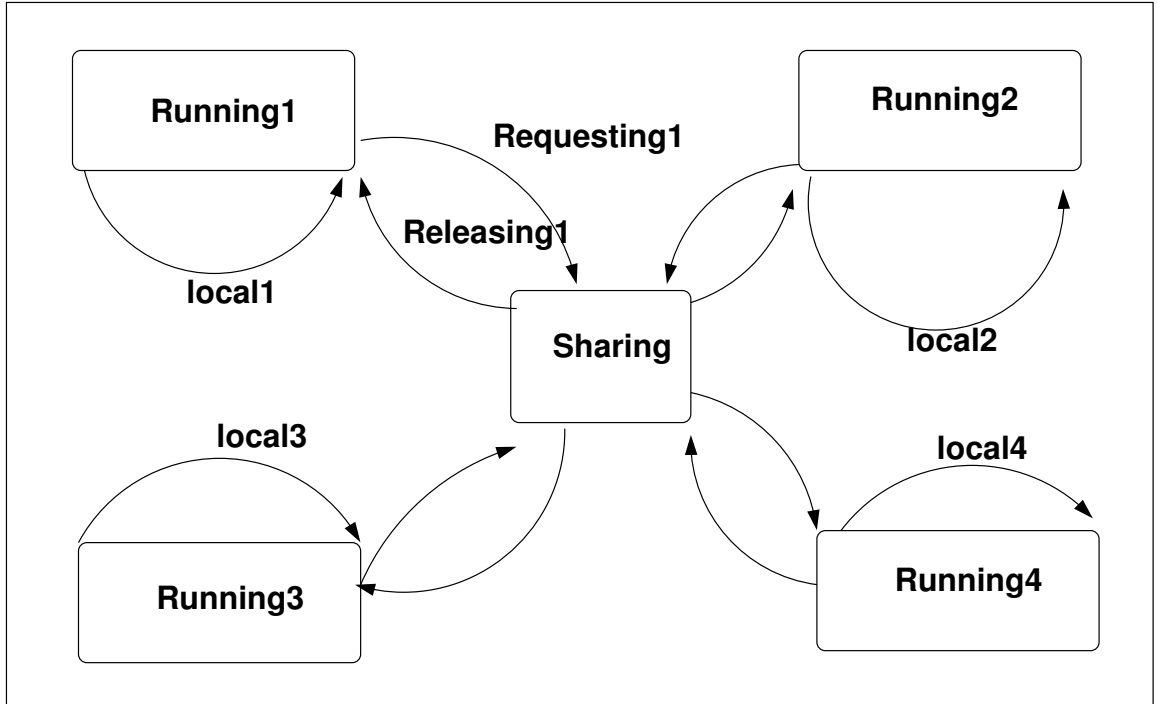 Running1
Running2
Requesting1
Releasing1
local1
Sharing
local2
local3
local4
Running3
Running4